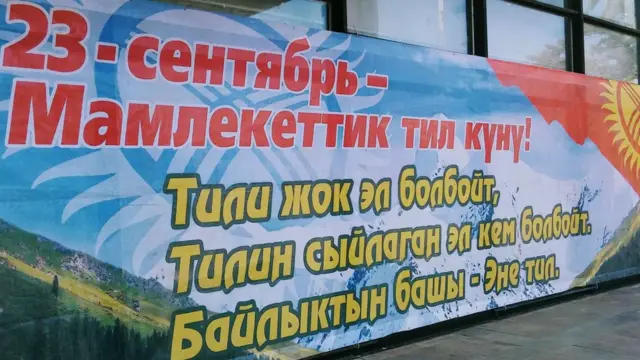 23 - сентябрь –
Мамлекеттик тил күнү!
Тили жок эл болбойт,
Тилин сыйлаган эл кем болбойт.
Байлыктын башы - Эне тил.